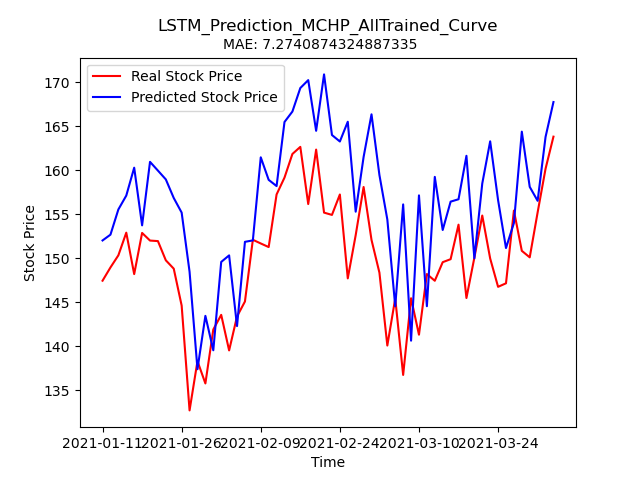 LSTM_Prediction_MCHP_AllTrained_Curve
MAE: 7.2740874324887335
Real Stock Price
Predicted Stock Price
170
165
160
155
150
145
140
135
Stock Price
2021-01-11 2021-01-26 2021-02-09 2021-02-24 2021-03-10 2021-03-24
Time